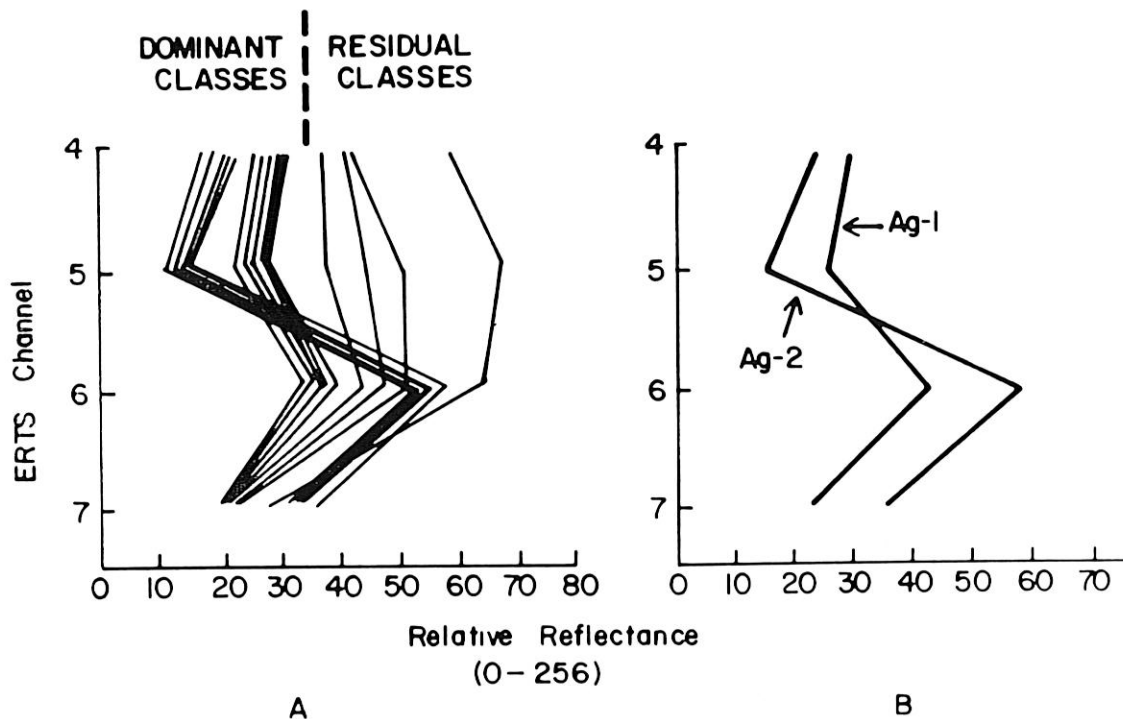 DOMINANT CLASSES
RESIDUAL CLASSES
ERTS Channel
4
5
6
7
0 10 20 30 40 50 60 70 80
4
5
6
7
Ag-1
Ag-2
0 10 20 30 40 50 60 70
Relative Reflectance
(0-256)
A
B